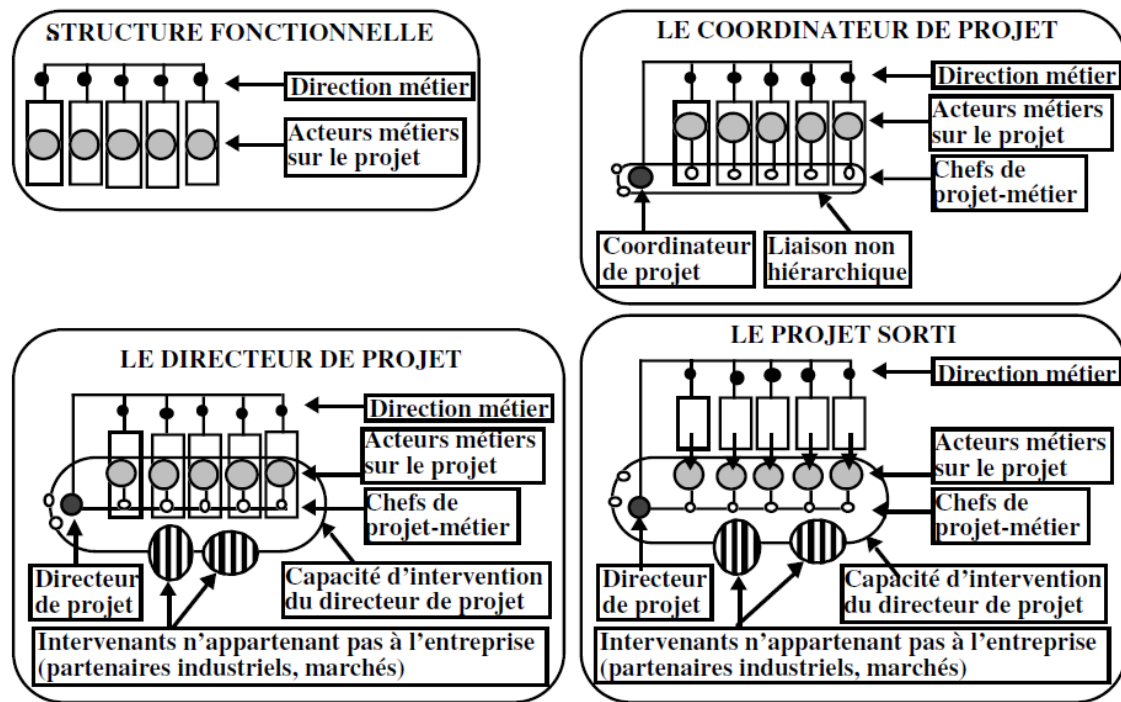 STRUCTURE FONCTIONNELLE
Direction métier
Acteurs métiers
sur le projet
LE COORDINATEUR DE PROJET
Direction métier
Acteurs métiers
sur le projet
Chefs de
projet-métier
Coordinateur
de projet
Liaison non
hiérarchique
LE DIRECTEUR DE PROJET
Direction métier
Acteurs métiers
sur le projet
Chefs de
projet-métier
Directeur
de projet
Capacité d'intervention
du directeur de projet
Intervenants n'appartenant pas à l'entreprise
(partenaires industriels, marchés)
LE PROJET SORTI
Direction métier
Acteurs métiers
sur le projet
Chefs de
projet-métier
Directeur
de projet
Capacité d'intervention
du directeur de projet
Intervenants n'appartenant pas à l'entreprise
(partenaires industriels, marchés)